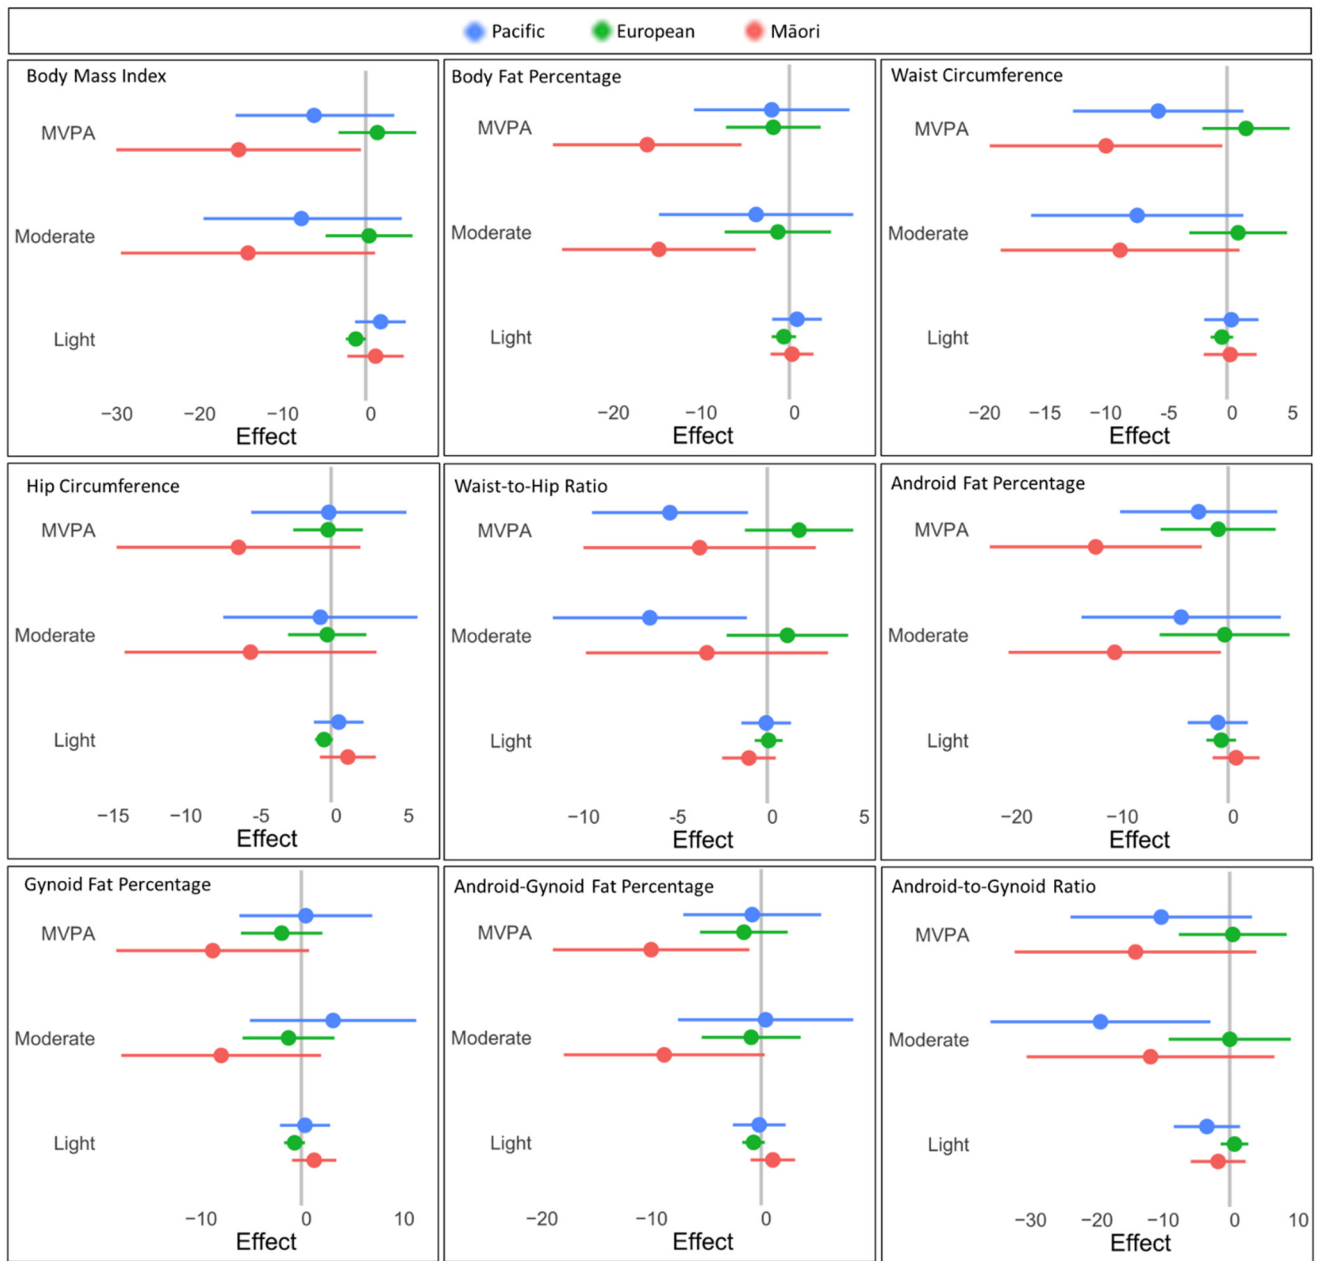 Pacific European Māori
Body Mass Index
MVPA
Moderate
Light
−30 −20 −10 0
Effect
Body Fat Percentage
MVPA
Moderate
Light
−20 −10 0
Effect
Waist Circumference
MVPA
Moderate
Light
−20 −15 −10 −5 0 5
Effect
Hip Circumference
MVPA
Moderate
Light
−15 −10 −5 0 5
Effect
Waist-to-Hip Ratio
MVPA
Moderate
Light
−10 −5 0 5
Effect
Android Fat Percentage
MVPA
Moderate
Light
−20 −10 0
Effect
Gynoid Fat Percentage
MVPA
Moderate
Light
−10 0 10
Effect
Android-Gynoid Fat Percentage
MVPA
Moderate
Light
−20 −10 0
Effect
Android-to-Gynoid Ratio
MVPA
Moderate
Light
−30 −20 −10 0 10
Effect